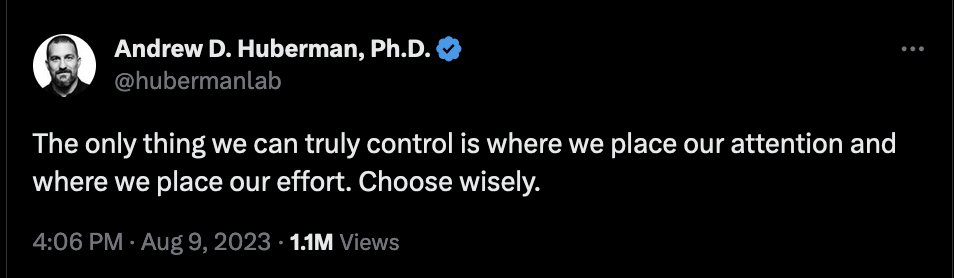 Andrew D. Huberman, Ph.D.
@hubermanlab
The only thing we can truly control is where we place our attention and
where we place our effort. Choose wisely.
4:06 PM · Aug 9, 2023 · 1.1M Views